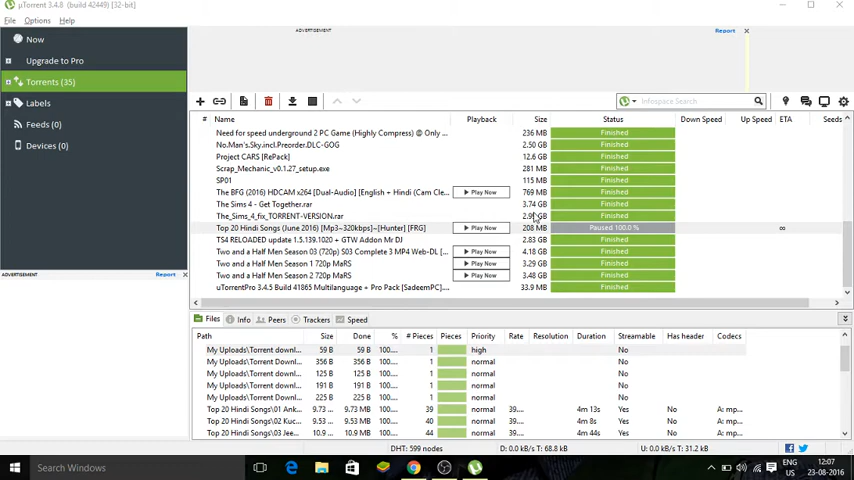 µTorrent 3.4.8 (build 42449) [32-bit]
File Options Help
ADVERTISEMENT
Report
Now
Upgrade to Pro
Torrents (35)
Labels
Feeds (0)
Devices (0)
Infospace Search
# Name Playback Size Status Down Speed Up Speed ETA Seeds
Need for speed underground 2 PC Game (Highly Compress) @ Only ... 236 MB Finished
No.Man's.Sky.incl.Preorder.DLC-GOG 2.50 GB Finished
Project CARS [RePack] 12.6 GB Finished
Scrap_Mechanic_v0.1.27_setup.exe 281 MB Finished
SP01 115 MB Finished
The BFG (2016) HDCAM x264 [Dual-Audio] [English + Hindi (Cam Cle... Play Now 769 MB Finished
The Sims 4 - Get Together.rar 3.74 GB Finished
The_Sims_4_fix_TORRENT-VERSION.rar GB Finished
Top 20 Hindi Songs (June 2016) [Mp3~320kbps]~[Hunter] [FRG] Play Now 208 MB Paused 100.0 % ∞
TS4 RELOADED update 1.5.139.1020 + GTW Addon Mr DJ 2.83 GB Finished
Two and a Half Men Season 03 (720p) S03 Complete 3 MP4 Web-DL [... Play Now 4.18 GB Finished
Two and a Half Men Season 1 720p MaRS Play Now 3.29 GB Finished
Two and a Half Men Season 2 720p MaRS Play Now 3.48 GB Finished
uTorrentPro 3.4.5 Build 41865 Multilanguage + Pro Pack [SadeemPC]. 33.9 MB Finished
ADVERTISEMENT Report
Files Info Peers Trackers Speed
Path Size Done % # Pieces Pieces Priority Rate Resolution Duration Streamable Has header Codecs
My Uploads\Torrent downl... 59 B 59 B 100.... 1 high No
My Uploads\Torrent downl... 356 B 356 B 100.... 1 normal No
My Uploads\Torrent downl... 125 B 125 B 100.... 1 normal No
My Uploads\Torrent downl... 191 B 191 B 100.... 1 normal No
My Uploads\Torrent downl... 225 B 225 B 100.... 1 normal No
Top 20 Hindi Songs\01 Ank... 9.73 ... 9.73 MB 100.... 39 normal 39.... 4m 13s Yes No A: mp...
Top 20 Hindi Songs\02 Kuc... 9.96 ... 9.96 MB 100.... 40 normal 39.... 4m 28s Yes No A: mp...
Top 20 Hindi Songs\03 Jee... 10.9 ... 10.9 MB 100.... 44 normal 39.... 4m 44s Yes No A: mp...
DHT: 599 nodes D: 0.0 kB/s T: 68.8 kB U: 0.0 kB/s T: 31.2 kB
Search Windows
ENG 12:07
US 23-08-2016